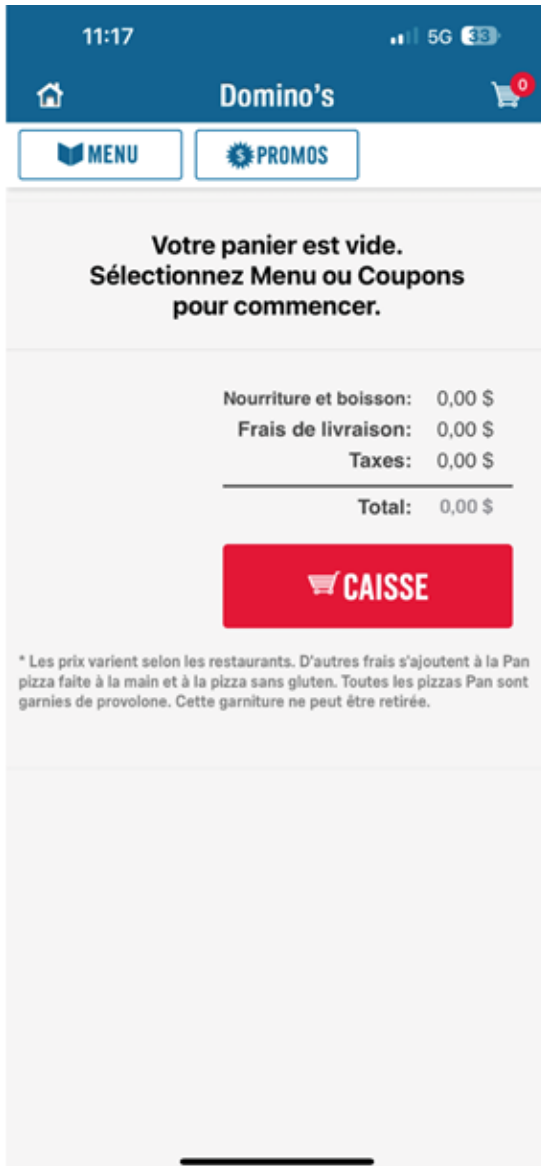 11:17 5G 33
Domino's 0
MENU PROMOS
Votre panier est vide.
Sélectionnez Menu ou Coupons
pour commencer.
Nourriture et boisson: 0,00 $
Frais de livraison: 0,00 $
Taxes: 0,00 $
Total: 0,00 $
CAISSE
* Les prix varient selon les restaurants. D'autres frais s'ajoutent à la Pan
pizza faite à la main et à la pizza sans gluten. Toutes les pizzas Pan sont
garnies de provolone. Cette garniture ne peut être retirée.